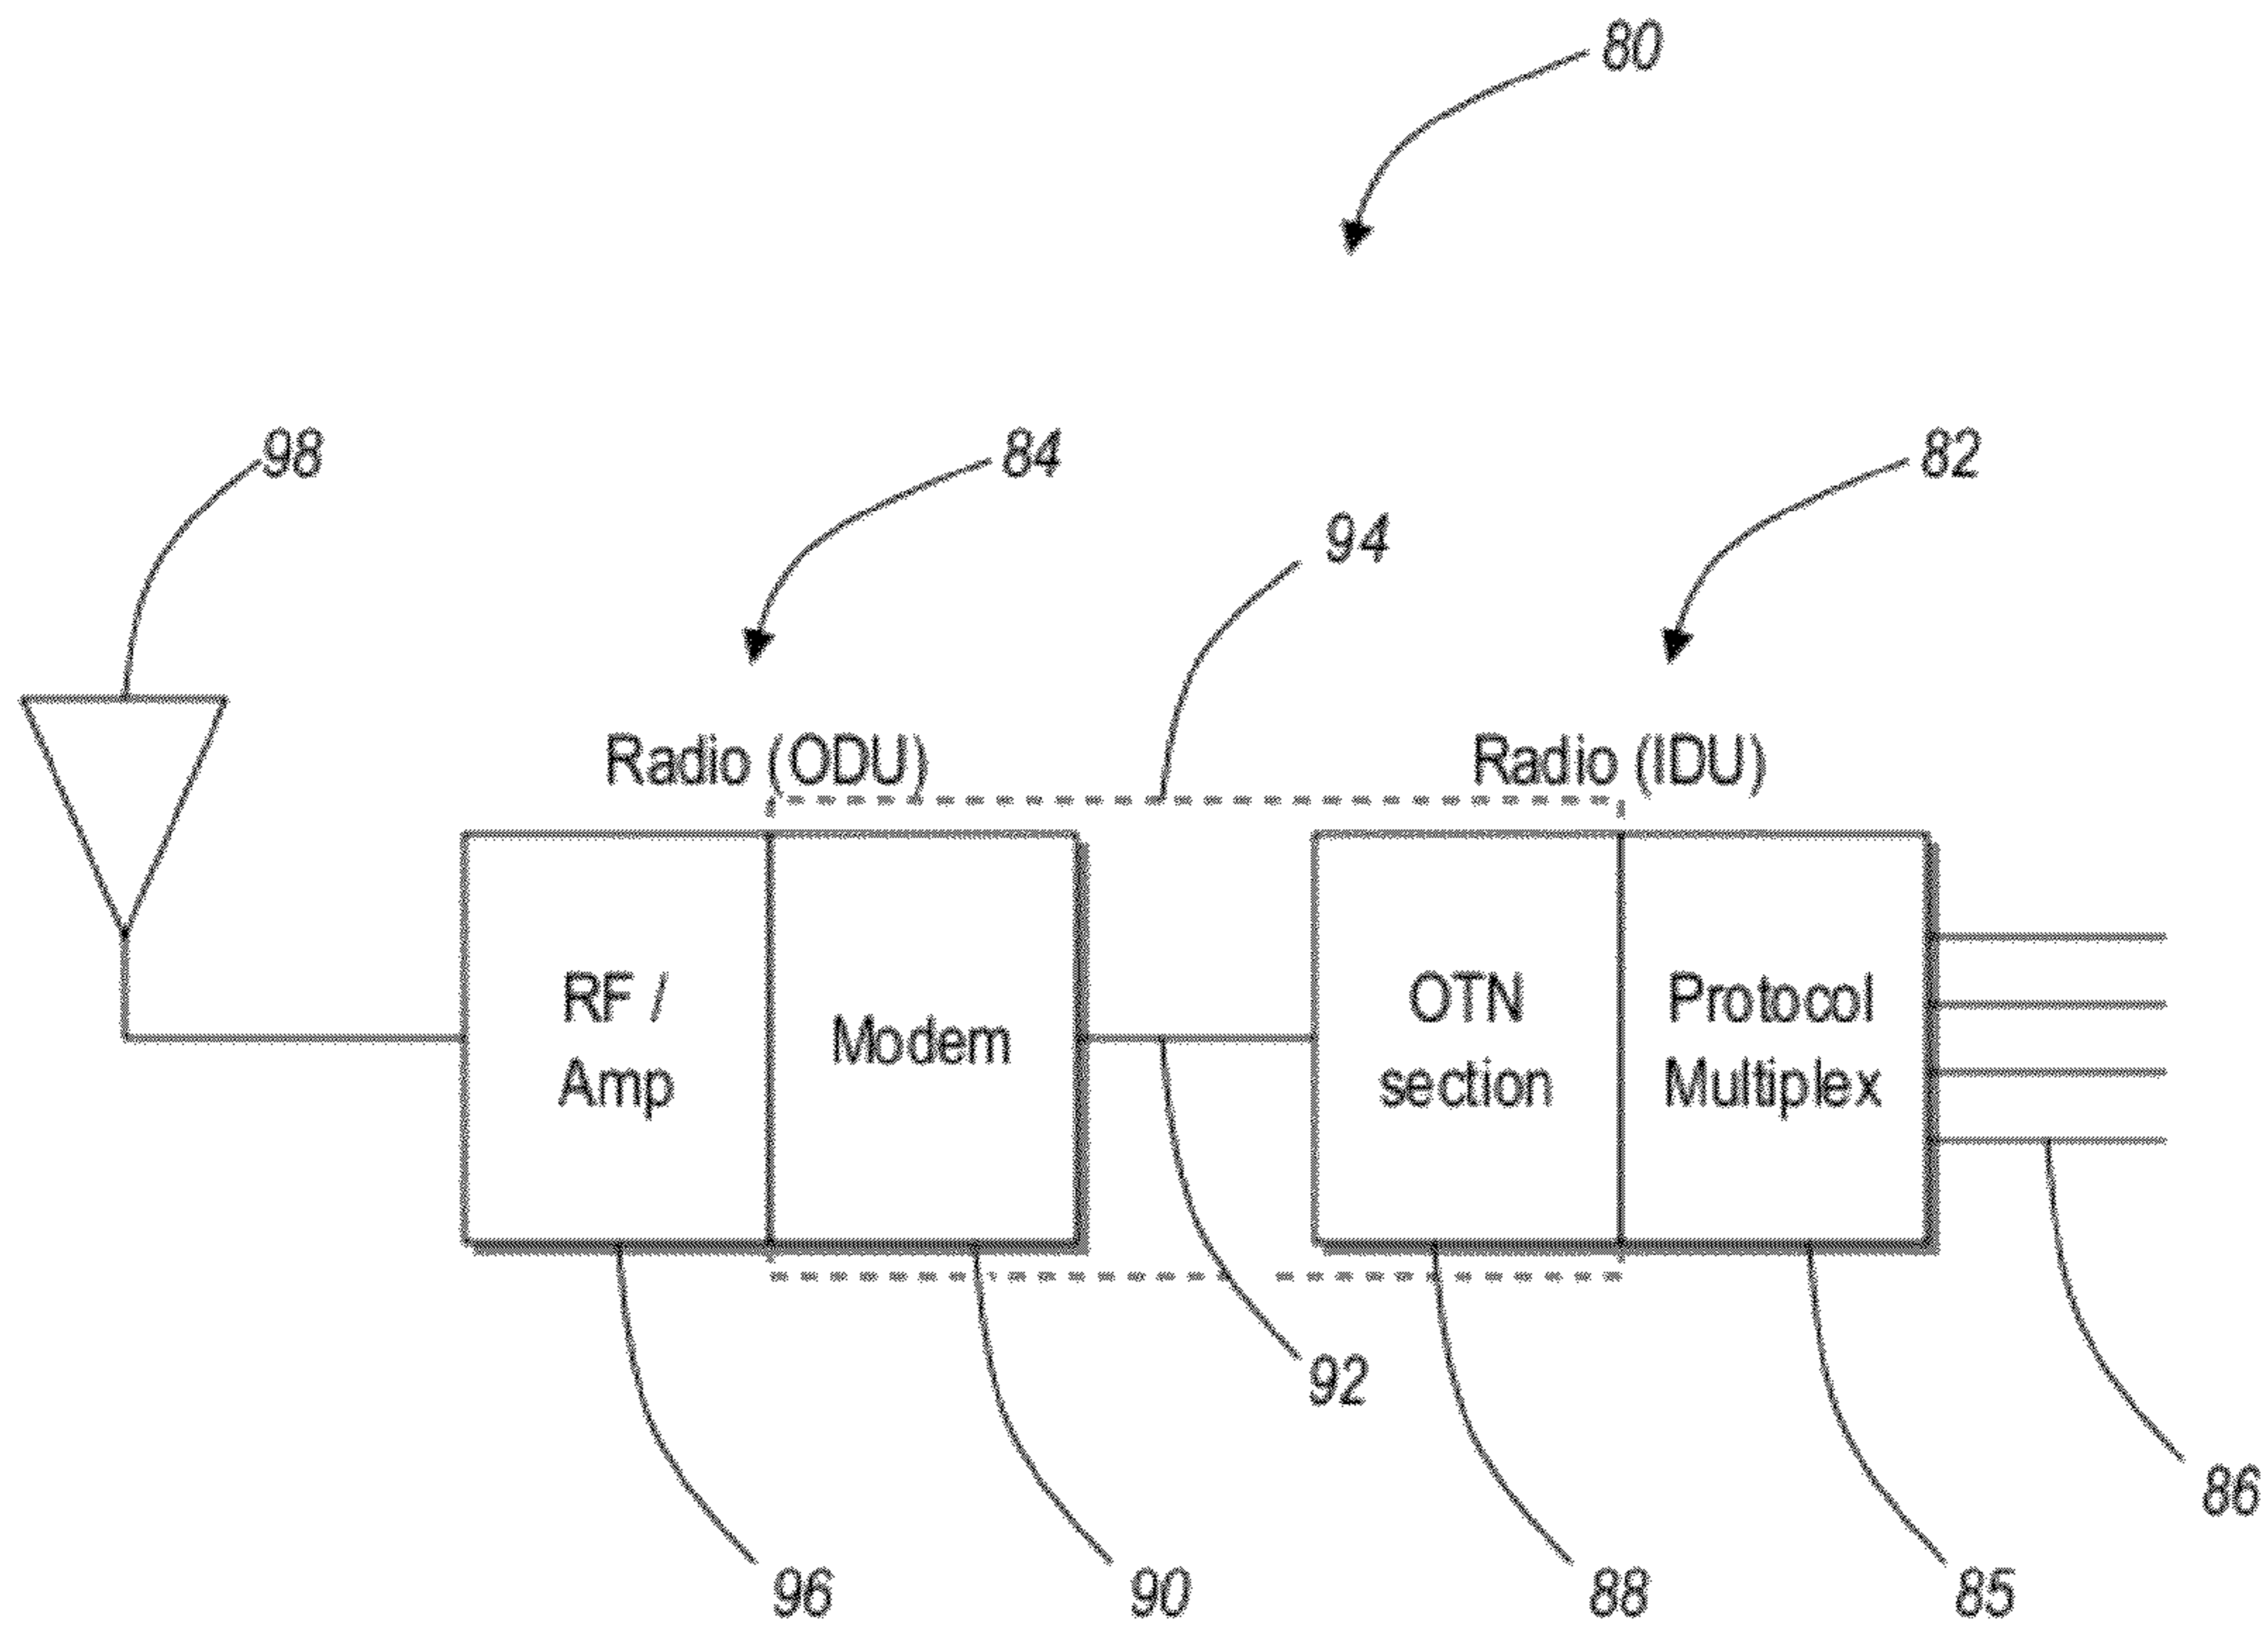 80
98
84
82
94
Radio (ODU)
Radio (IDU)
RF /
Amp
Modem
OTN
section
Protocol
Multiplex
92
86
96
90
88
85